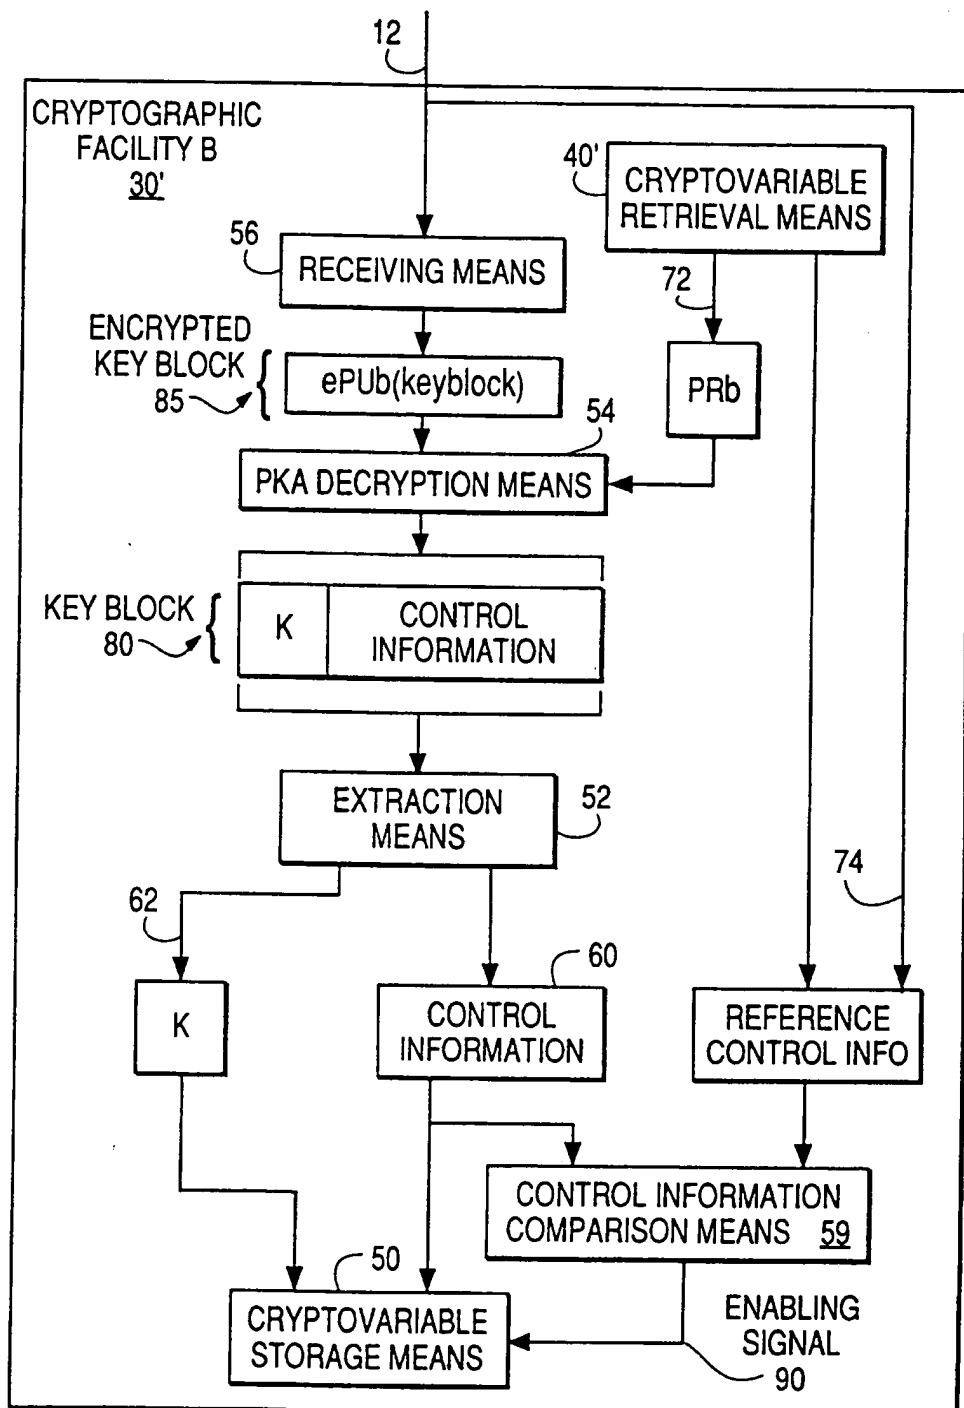 12
CRYPTOGRAPHIC
FACILITY B
30'
40'
CRYPTOVARIABLE
RETRIEVAL MEANS
56
RECEIVING MEANS
72
ENCRYPTED
KEY BLOCK
85
{
ePUb(keyblock)
PRb
54
PKA DECRYPTION MEANS
KEY BLOCK
80
{
K
CONTROL
INFORMATION
EXTRACTION
MEANS
52
74
62
60
K
CONTROL
INFORMATION
REFERENCE
CONTROL INFO
CONTROL INFORMATION
COMPARISON MEANS 59
50
CRYPTOVARIABLE
STORAGE MEANS
ENABLING
SIGNAL
90